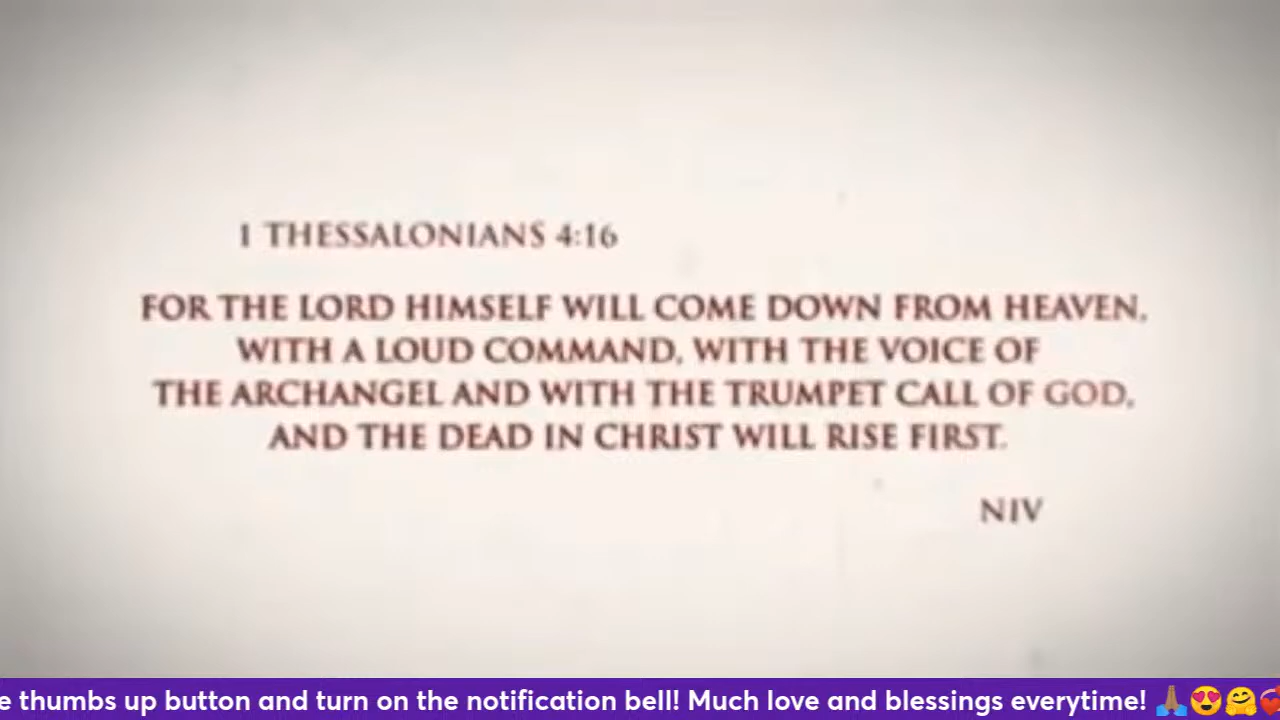 1 THESSALONIANS 4:16
FOR THE LORD HIMSELF WILL COME DOWN FROM HEAVEN,
WITH A LOUD COMMAND, WITH THE VOICE OF
THE ARCHANGEL AND WITH THE TRUMPET CALL OF GOD,
AND THE DEAD IN CHRIST WILL RISE FIRST.
NIV
e thumbs up button and turn on the notification bell! Much love and blessings everytime! 🙏🏾😍🤗💞